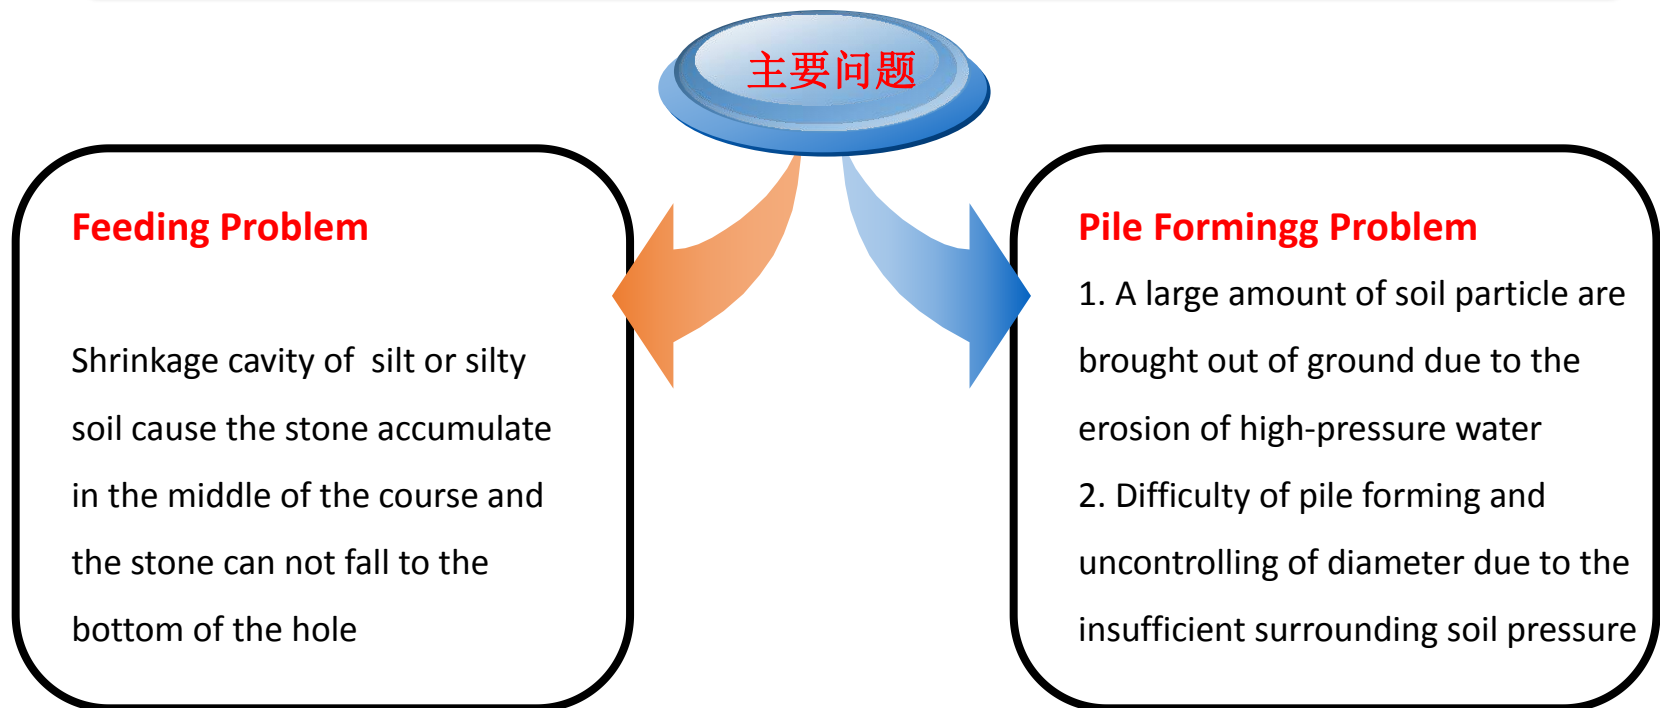 主要问题
Feeding Problem
Shrinkage cavity of  silt or silty
soil cause the stone accumulate
in the middle of the course and
the stone can not fall to the
bottom of the hole
Pile Formingg Problem
1. A large amount of soil particle are
brought out of ground due to the
erosion of high-pressure water
2. Difficulty of pile forming and
uncontrolling of diameter due to the
insufficient surrounding soil pressure